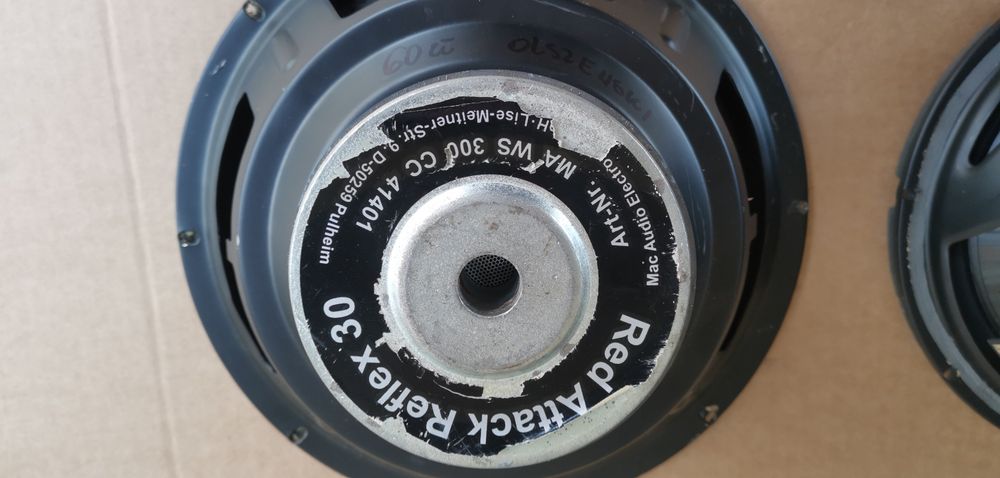 Red Attack Reflex 30
Art-Nr. MA WS 300 CC 41401
Mac Audio Electro
H·Lise-Meitner-Str. 9, D-50259 Pulheim